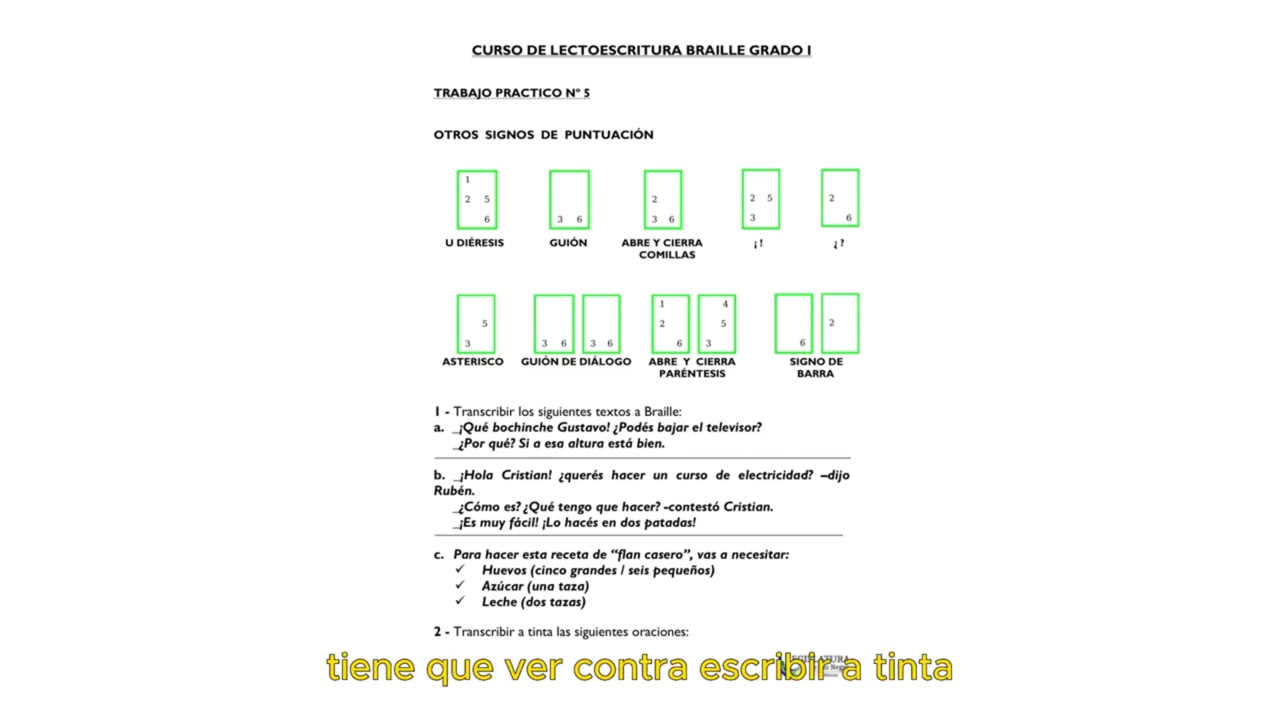 CURSO DE LECTOESCRITURA BRAILLE GRADO I
TRABAJO PRACTICO Nº 5
OTROS SIGNOS DE PUNTUACIÓN
1
2 5 2 2 5 2
6 3 6 3 6 3 6
U DIÉRESIS GUIÓN ABRE Y CIERRA COMILLAS ¡! ¿?
1 4
5 2 5 2
3 3 6 3 6 6 3 6
ASTERISCO GUIÓN DE DIÁLOGO ABRE Y CIERRA PARÉNTESIS SIGNO DE BARRA
1 - Transcribir los siguientes textos a Braille:
a. _¡Qué bochinche Gustavo! ¿Podés bajar el televisor?
_¿Por qué? Si a esa altura está bien.
b. _¡Hola Cristian! ¿querés hacer un curso de electricidad? –dijo
Rubén.
_¿Cómo es? ¿Qué tengo que hacer? -contestó Cristian.
_¡Es muy fácil! ¡Lo hacés en dos patadas!
c. Para hacer esta receta de “flan casero”, vas a necesitar:
✓ Huevos (cinco grandes / seis pequeños)
✓ Azúcar (una taza)
✓ Leche (dos tazas)
2 - Transcribir a tinta las siguientes oraciones:
tiene que ver contra escribir a tinta